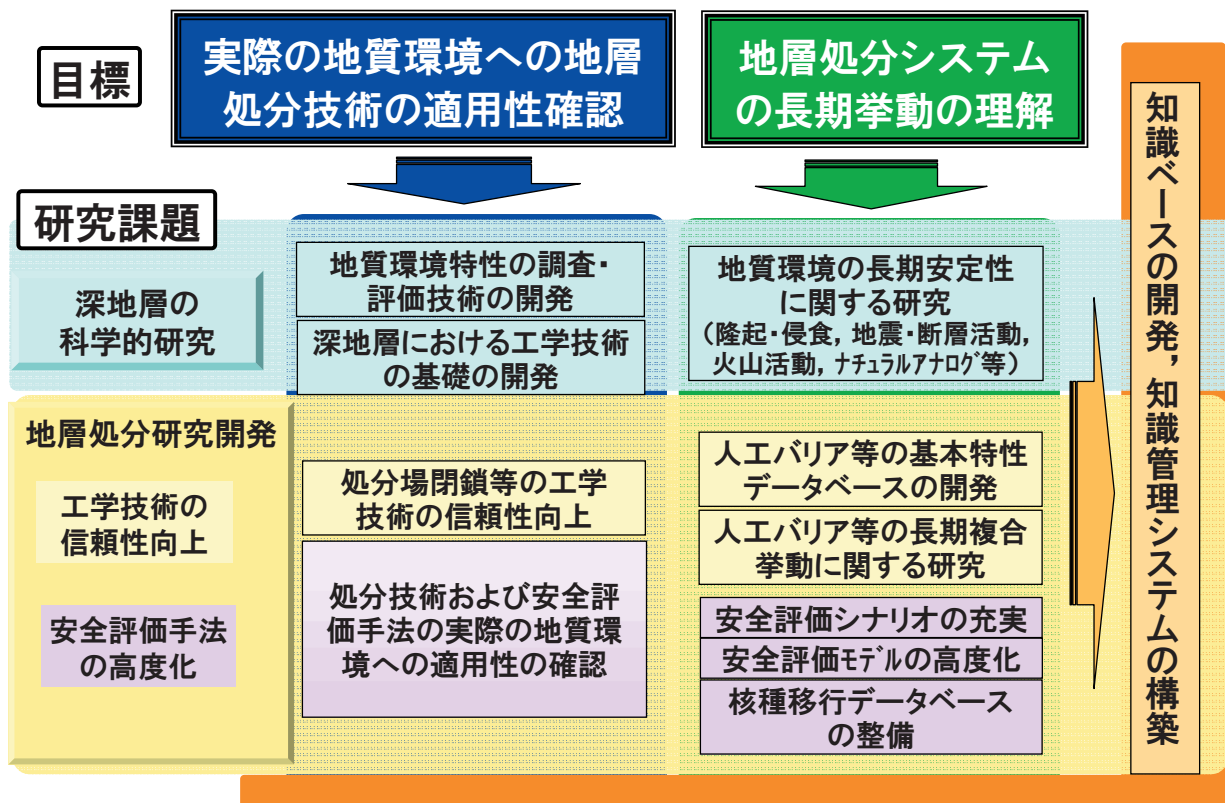 目標
実際の地質環境への地層
処分技術の適用性確認
地層処分システム
の長期挙動の理解
研究課題
深地層の
科学的研究
地質環境特性の調査・
評価技術の開発
深地層における工学技術
の基礎の開発
地質環境の長期安定性
に関する研究
（隆起・侵食, 地震・断層活動,
火山活動, ﾅﾁｭﾗﾙｱﾅﾛｸﾞ等）
地層処分研究開発
工学技術の
信頼性向上
安全評価手法
の高度化
処分場閉鎖等の工学
技術の信頼性向上
処分技術および安全評
価手法の実際の地質環
境への適用性の確認
人工バリア等の基本特性
データベースの開発
人工バリア等の長期複合
挙動に関する研究
安全評価シナリオの充実
安全評価ﾓﾃﾞﾙの高度化
核種移行データベース
の整備
知識ベースの開発, 知識管理システムの構築